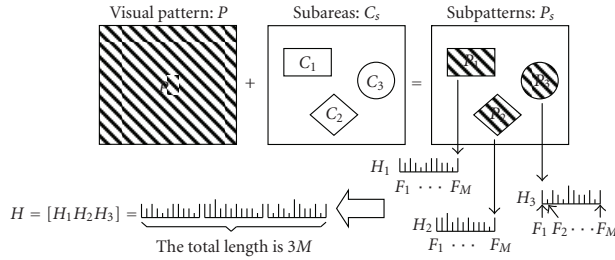 Visual pattern: P
Subareas: Cs
Subpatterns: Ps
P
+
=
C1
C2
C3
P1
P2
P3
H1
F1 · · · FM
H2
F1 · · · FM
H3
F1 F2 · · · FM
H = [H1H2H3] =
The total length is 3M